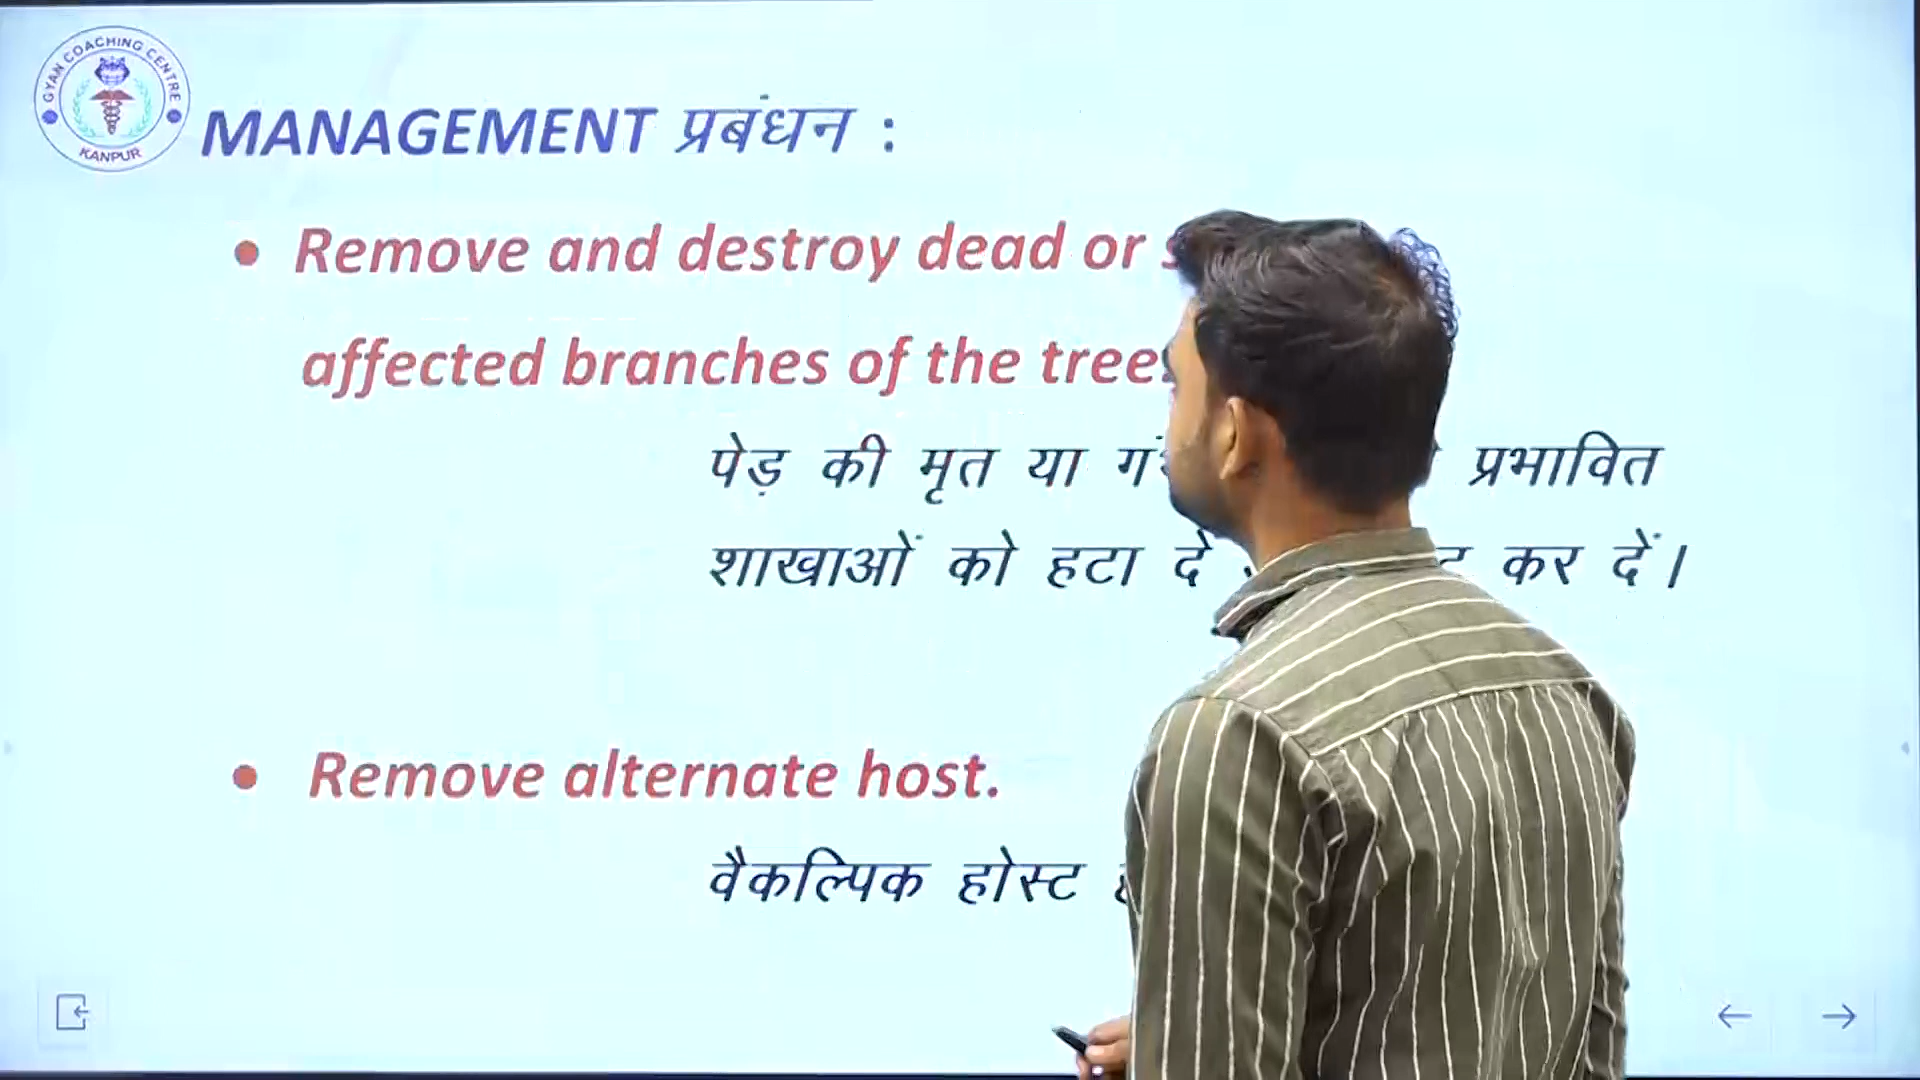 GYAN COACHING CENTRE
KANPUR
MANAGEMENT प्रबंधन :
• Remove and destroy dead or
affected branches of the
पेड़ की मृत या प्रभावित
शाखाओं को हटा दे कर दें।
• Remove alternate host.
वैकल्पिक होस्ट